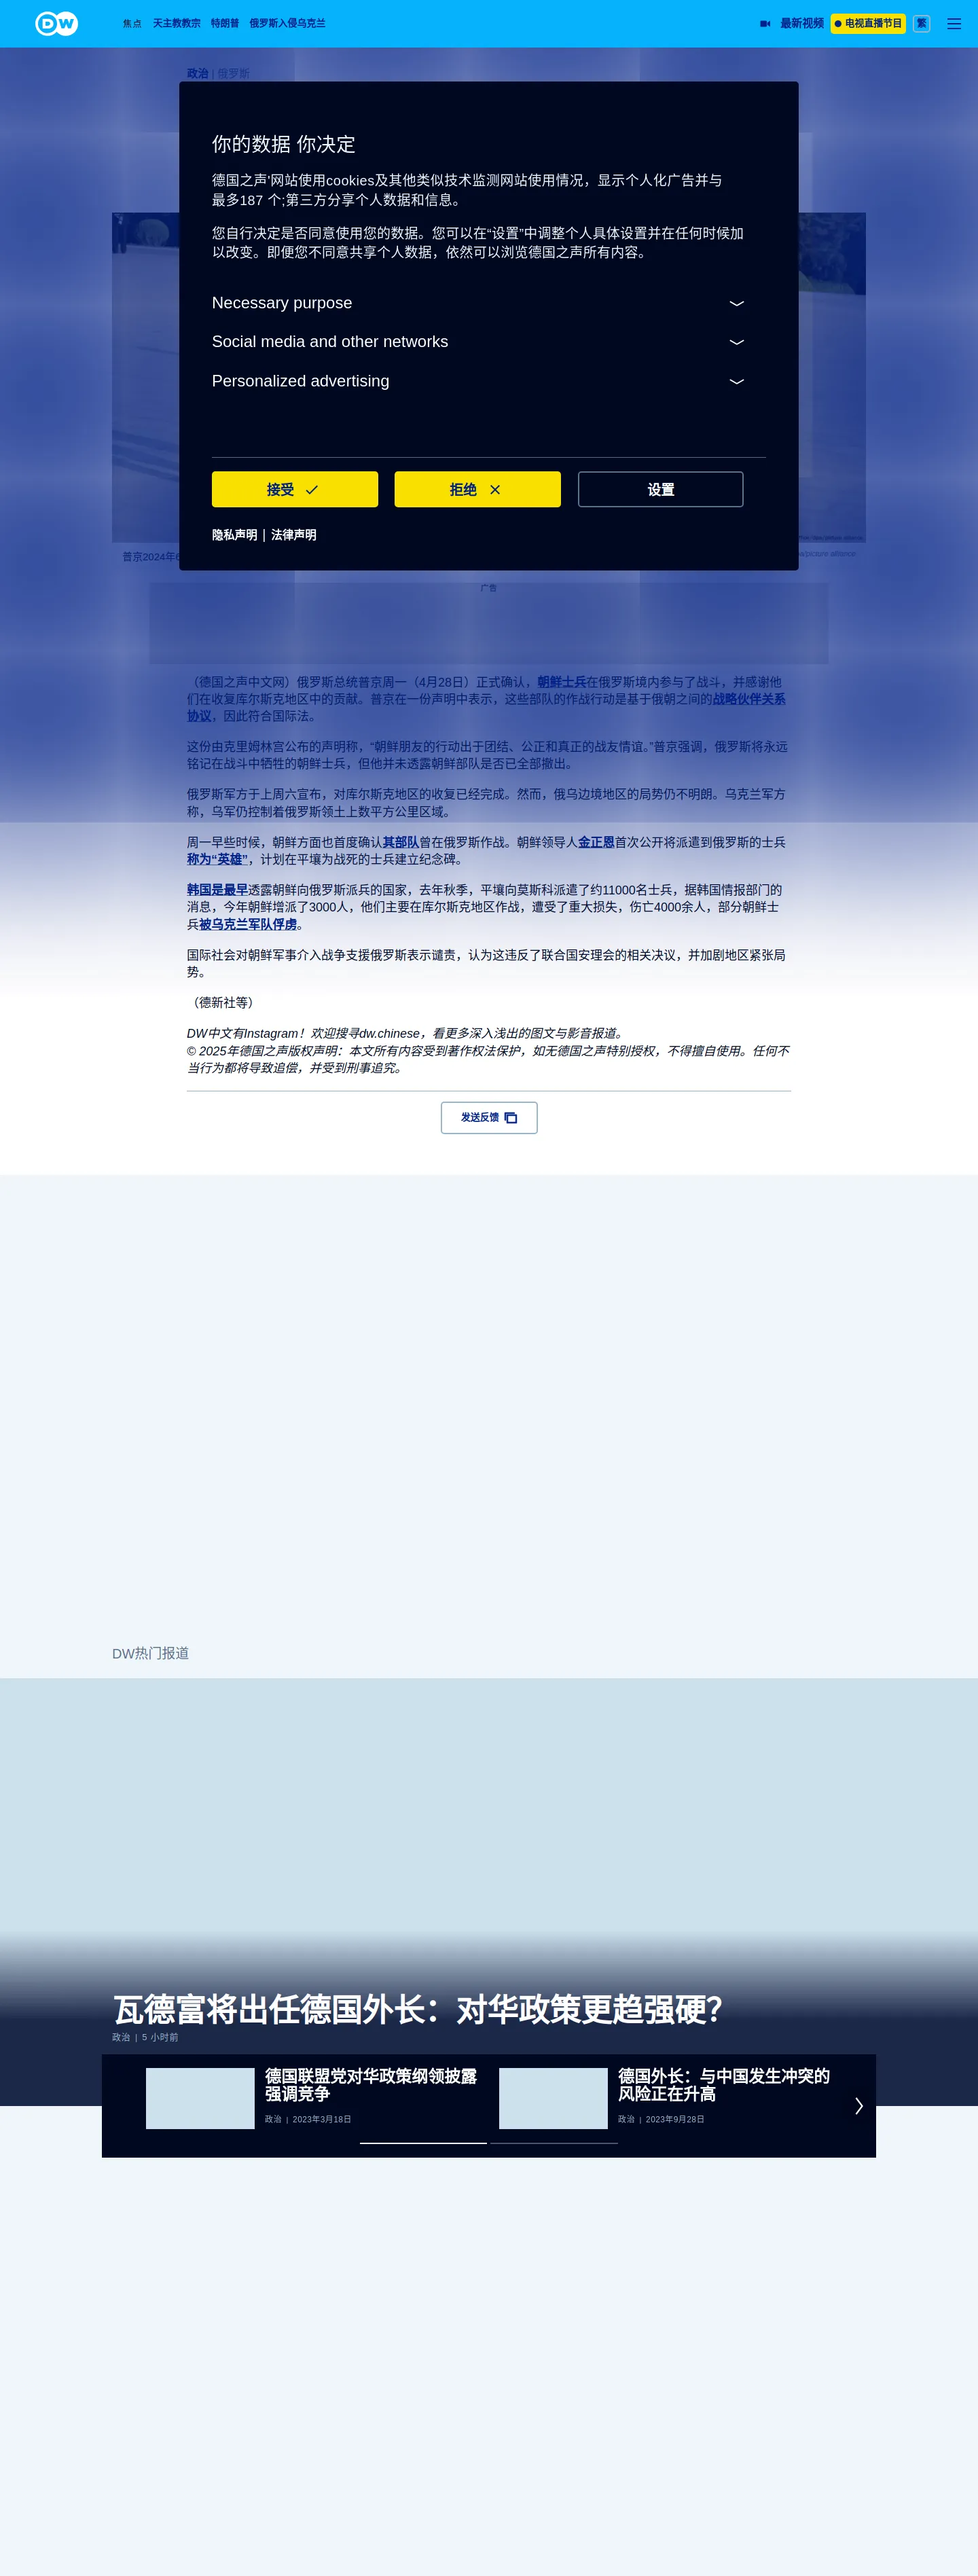 DW
焦点 天主教教宗 特朗普 俄罗斯入侵乌克兰
最新视频 电视直播节目 繁
政治 | 俄罗斯
你的数据 你决定
德国之声'网站使用cookies及其他类似技术监测网站使用情况，显示个人化广告并与
最多187 个;第三方分享个人数据和信息。
您自行决定是否同意使用您的数据。您可以在“设置”中调整个人具体设置并在任何时候加
以改变。即便您不同意共享个人数据，依然可以浏览德国之声所有内容。
Necessary purpose
Social media and other networks
Personalized advertising
接受 拒绝 设置
隐私声明 | 法律声明
普京2024年6
/picture alliance
广告
（德国之声中文网）俄罗斯总统普京周一（4月28日）正式确认，朝鲜士兵在俄罗斯境内参与了战斗，并感谢他
们在收复库尔斯克地区中的贡献。普京在一份声明中表示，这些部队的作战行动是基于俄朝之间的战略伙伴关系
协议，因此符合国际法。
这份由克里姆林宫公布的声明称，“朝鲜朋友的行动出于团结、公正和真正的战友情谊。”普京强调，俄罗斯将永远
铭记在战斗中牺牲的朝鲜士兵，但他并未透露朝鲜部队是否已全部撤出。
俄罗斯军方于上周六宣布，对库尔斯克地区的收复已经完成。然而，俄乌边境地区的局势仍不明朗。乌克兰军方
称，乌军仍控制着俄罗斯领土上数平方公里区域。
周一早些时候，朝鲜方面也首度确认其部队曾在俄罗斯作战。朝鲜领导人金正恩首次公开将派遣到俄罗斯的士兵
称为“英雄”，计划在平壤为战死的士兵建立纪念碑。
韩国是最早透露朝鲜向俄罗斯派兵的国家，去年秋季，平壤向莫斯科派遣了约11000名士兵，据韩国情报部门的
消息，今年朝鲜增派了3000人，他们主要在库尔斯克地区作战，遭受了重大损失，伤亡4000余人，部分朝鲜士
兵被乌克兰军队俘虏。
国际社会对朝鲜军事介入战争支援俄罗斯表示谴责，认为这违反了联合国安理会的相关决议，并加剧地区紧张局
势。
（德新社等）
DW中文有Instagram！欢迎搜寻dw.chinese，看更多深入浅出的图文与影音报道。
© 2025年德国之声版权声明：本文所有内容受到著作权法保护，如无德国之声特别授权，不得擅自使用。任何不
当行为都将导致追偿，并受到刑事追究。
发送反馈
DW热门报道
瓦德富将出任德国外长：对华政策更趋强硬？
政治 | 5 小时前
德国联盟党对华政策纲领披露
强调竞争
政治 | 2023年3月18日
德国外长：与中国发生冲突的
风险正在升高
政治 | 2023年9月28日